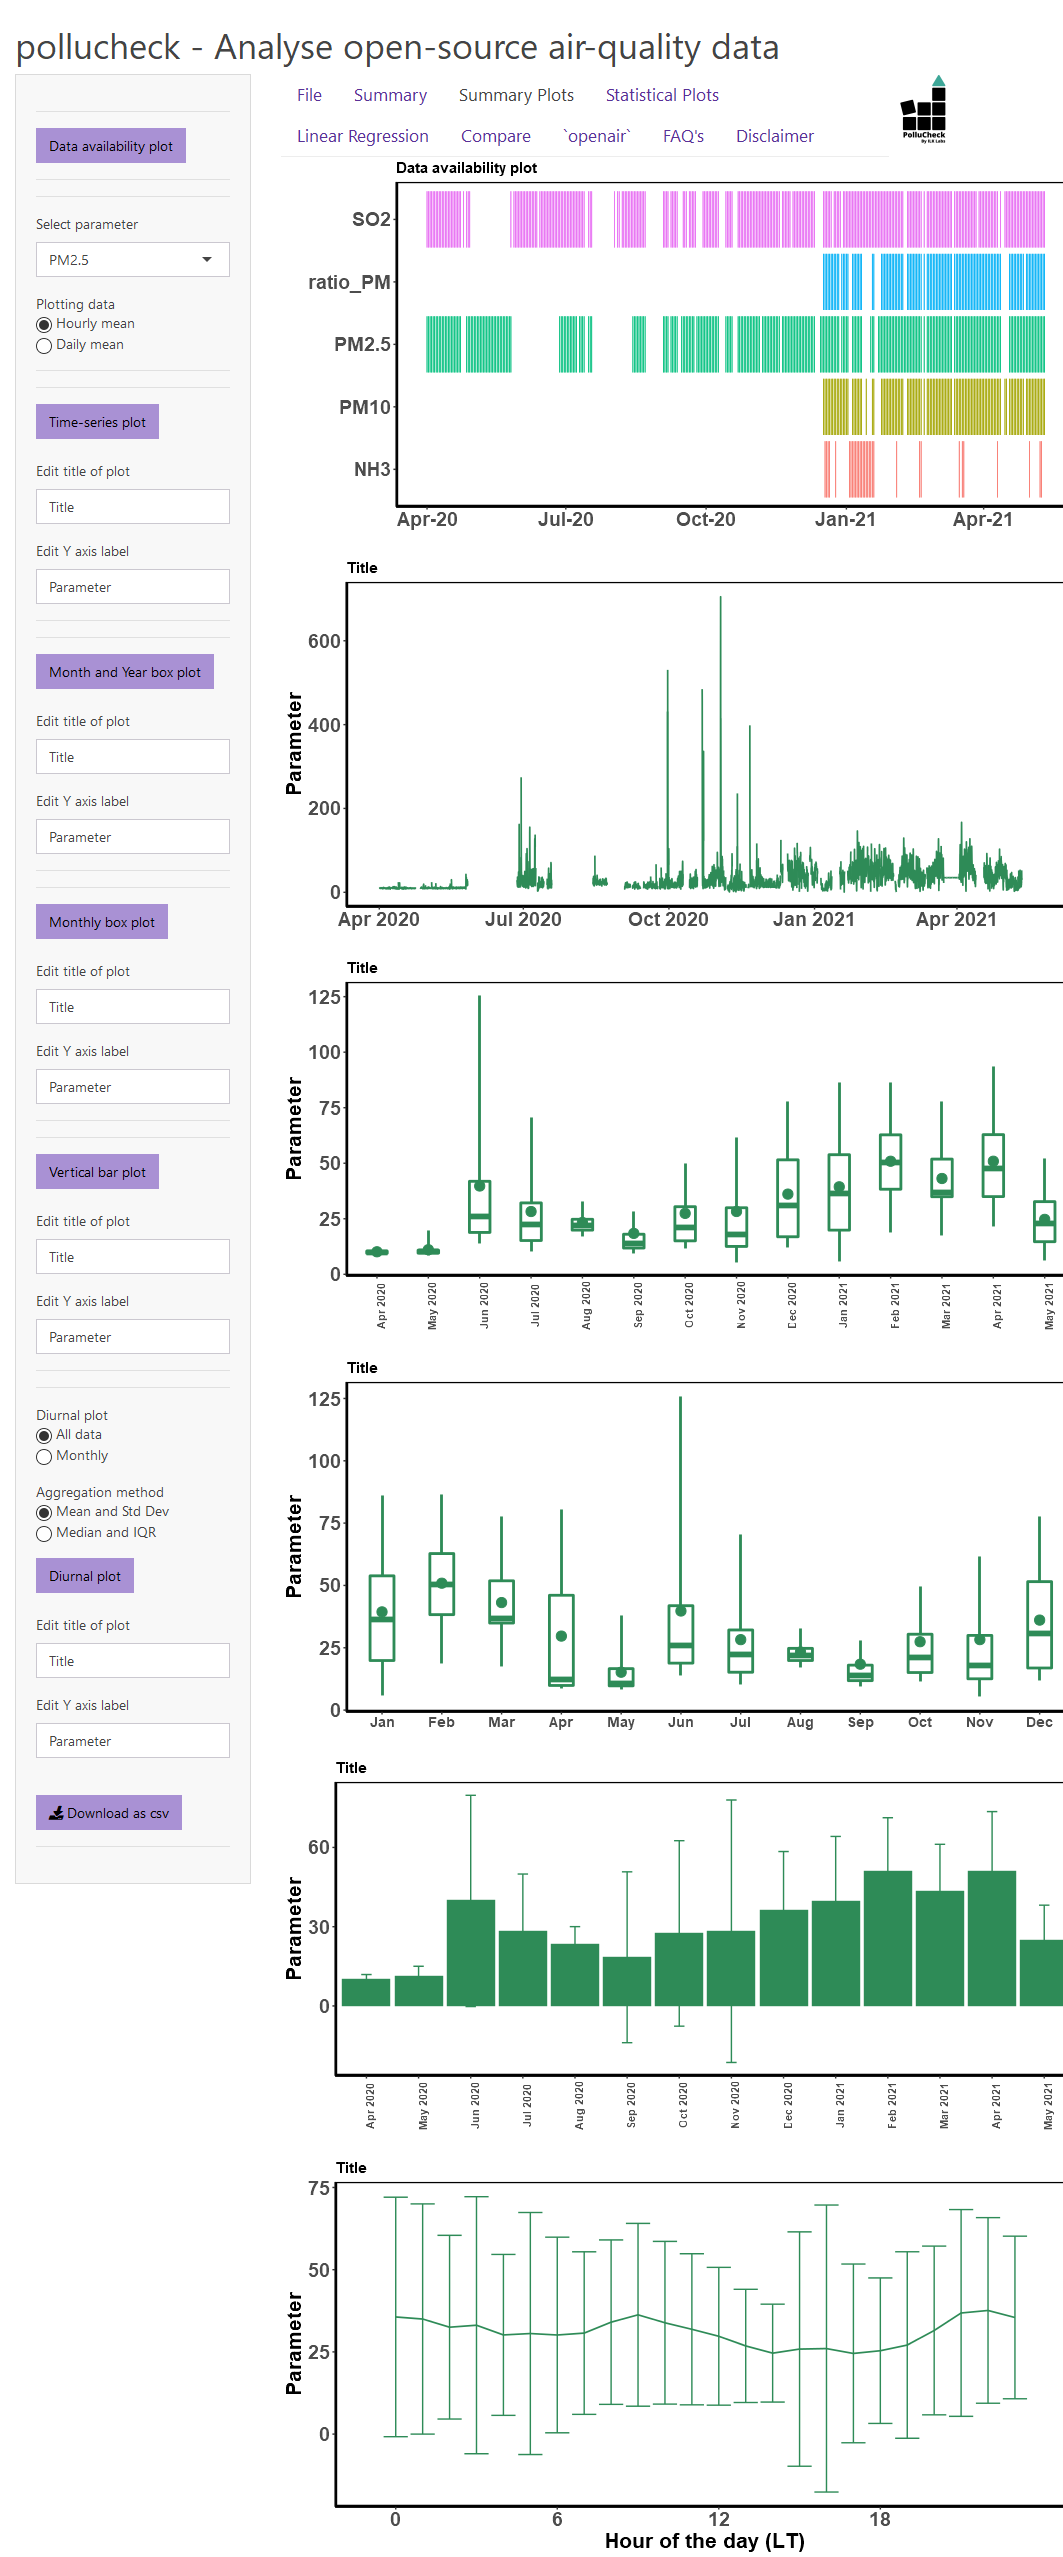 pollucheck - Analyse open-source air-quality data
Data availability plot
Select parameter
PM2.5
Plotting data
Hourly mean
Daily mean
Time-series plot
Edit title of plot
Title
Edit Y axis label
Parameter
Month and Year box plot
Edit title of plot
Title
Edit Y axis label
Parameter
Monthly box plot
Edit title of plot
Title
Edit Y axis label
Parameter
Vertical bar plot
Edit title of plot
Title
Edit Y axis label
Parameter
Diurnal plot
All data
Monthly
Aggregation method
Mean and Std Dev
Median and IQR
Diurnal plot
Edit title of plot
Title
Edit Y axis label
Parameter
Download as csv
File Summary Summary Plots Statistical Plots
Linear Regression Compare `openair` FAQ's Disclaimer
PolluCheck
By ILK Labs
Data availability plot
SO2
ratio_PM
PM2.5
PM10
NH3
Apr-20 Jul-20 Oct-20 Jan-21 Apr-21
Title
Parameter
600
400
200
0
Apr 2020 Jul 2020 Oct 2020 Jan 2021 Apr 2021
Title
Parameter
125
100
75
50
25
0
Apr 2020 May 2020 Jun 2020 Jul 2020 Aug 2020 Sep 2020 Oct 2020 Nov 2020 Dec 2020 Jan 2021 Feb 2021 Mar 2021 Apr 2021 May 2021
Title
Parameter
125
100
75
50
25
0
Jan Feb Mar Apr May Jun Jul Aug Sep Oct Nov Dec
Title
Parameter
60
30
0
Apr 2020 May 2020 Jun 2020 Jul 2020 Aug 2020 Sep 2020 Oct 2020 Nov 2020 Dec 2020 Jan 2021 Feb 2021 Mar 2021 Apr 2021 May 2021
Title
Parameter
75
50
25
0
0 6 12 18
Hour of the day (LT)